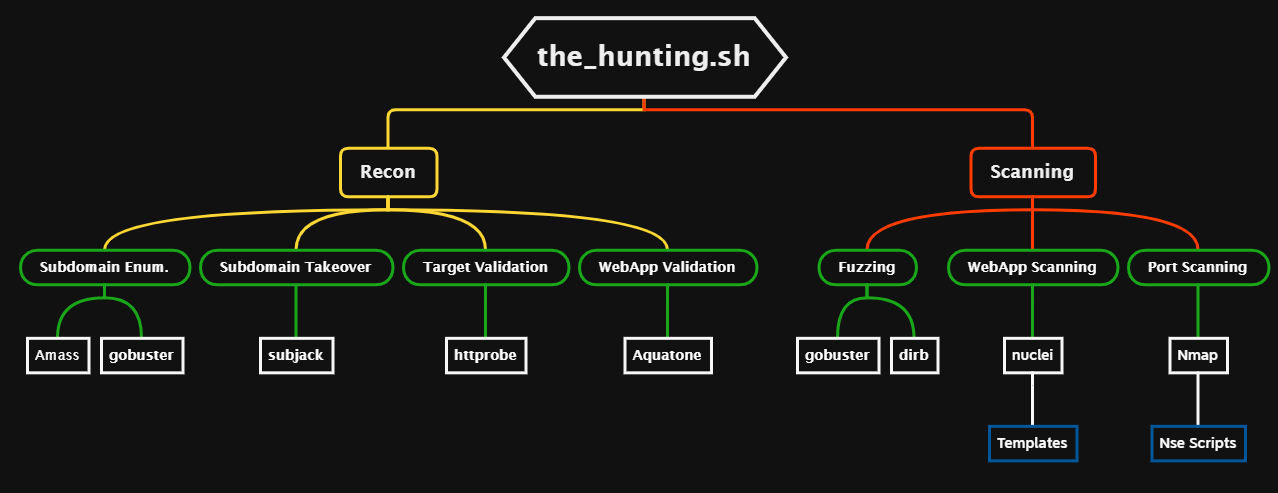 the_hunting.sh
Recon
Scanning
Subdomain Enum.
Subdomain Takeover
Target Validation
WebApp Validation
Fuzzing
WebApp Scanning
Port Scanning
Amass
gobuster
subjack
httprobe
Aquatone
gobuster
dirb
nuclei
Nmap
Templates
Nse Scripts